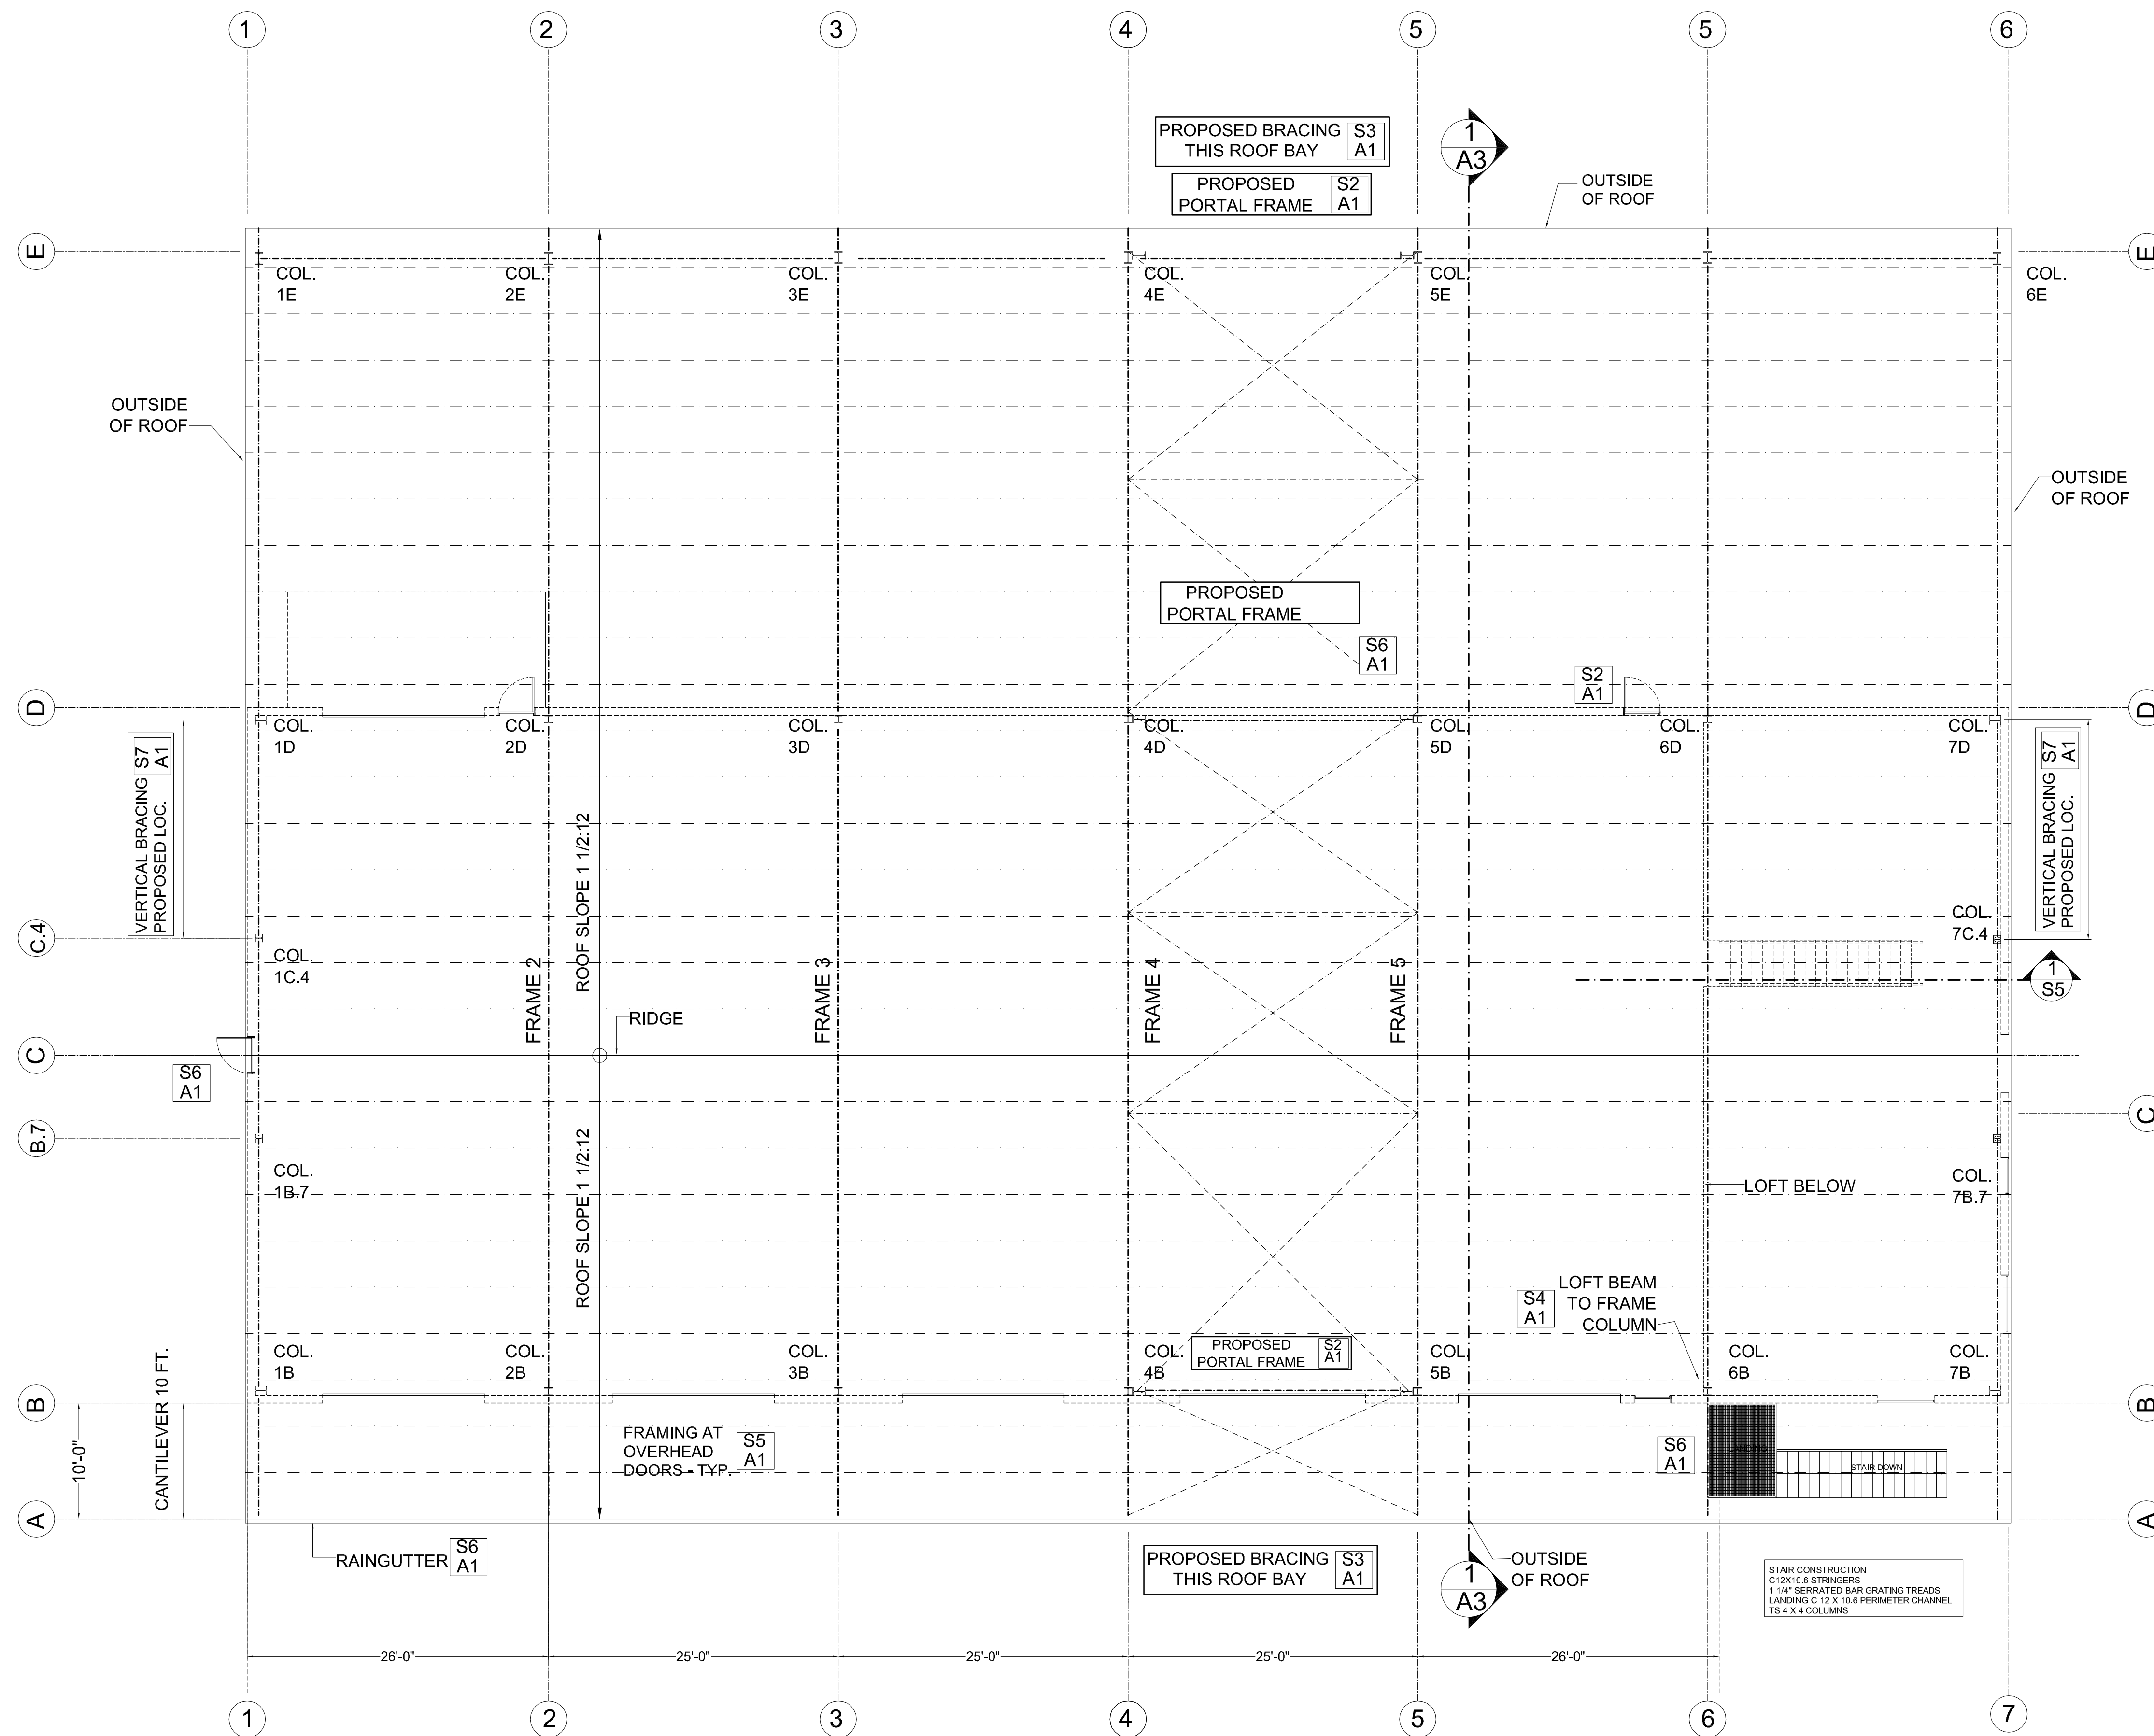 1
2
3
4
5
5
6
PROPOSED BRACING
THIS ROOF BAY
S3
A1
1
A3
PROPOSED
PORTAL FRAME
S2
A1
OUTSIDE
OF ROOF
E
E
COL.
1E
COL.
2E
COL.
3E
COL.
4E
COL.
5E
COL.
6E
OUTSIDE
OF ROOF
OUTSIDE
OF ROOF
PROPOSED
PORTAL FRAME
S6
A1
S2
A1
D
D
COL.
1D
COL.
2D
COL.
3D
COL.
4D
COL.
5D
COL.
6D
COL.
7D
VERTICAL BRACING
PROPOSED LOC.
S7
A1
VERTICAL BRACING
PROPOSED LOC.
S7
A1
ROOF SLOPE 1 1/2:12
C.4
COL.
1C.4
COL.
7C.4
FRAME 2
FRAME 3
FRAME 4
FRAME 5
1
S5
RIDGE
C
S6
A1
C
B.7
COL.
1B.7
ROOF SLOPE 1 1/2:12
LOFT BELOW
COL.
7B.7
LOFT BEAM
TO FRAME
COLUMN
S4
A1
COL.
1B
COL.
2B
COL.
3B
COL.
4B
PROPOSED
PORTAL FRAME
S2
A1
COL.
5B
COL.
6B
COL.
7B
B
B
10'-0"
CANTILEVER 10 FT.
FRAMING AT
OVERHEAD
DOORS - TYP.
S5
A1
S6
A1
LANDING
STAIR DOWN
A
A
RAINGUTTER
S6
A1
PROPOSED BRACING
THIS ROOF BAY
S3
A1
1
A3
OUTSIDE
OF ROOF
STAIR CONSTRUCTION
C12X10.6 STRINGERS
1 1/4" SERRATED BAR GRATING TREADS
LANDING C 12 X 10.6 PERIMETER CHANNEL
TS 4 X 4 COLUMNS
26'-0"
25'-0"
25'-0"
25'-0"
26'-0"
1
2
3
4
5
6
7